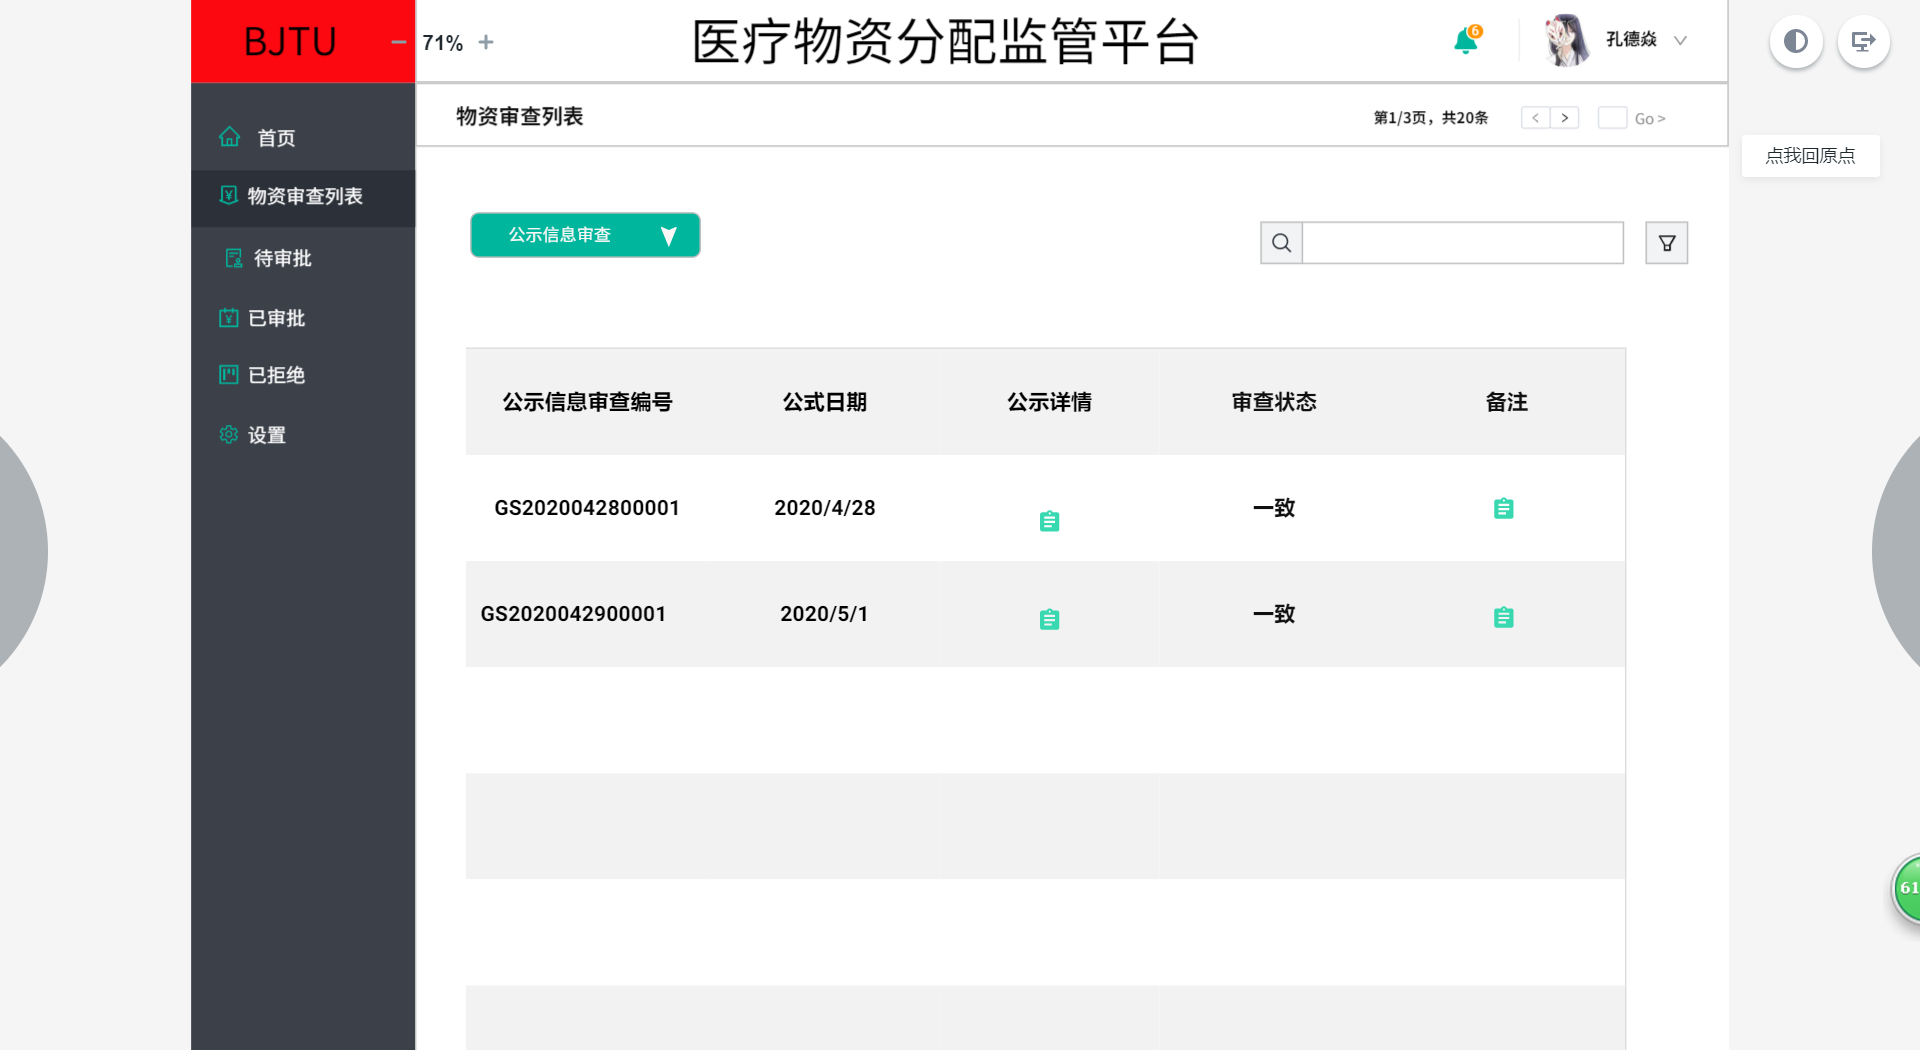 BJTU
71%
医疗物资分配监管平台
6
孔德焱
物资审查列表
第1/3页，共20条
< >
Go >
点我回原点
首页
物资审查列表
待审批
已审批
已拒绝
设置
公示信息审查
公示信息审查编号 公式日期 公示详情 审查状态 备注
GS2020042800001 2020/4/28 一致
GS2020042900001 2020/5/1 一致
61